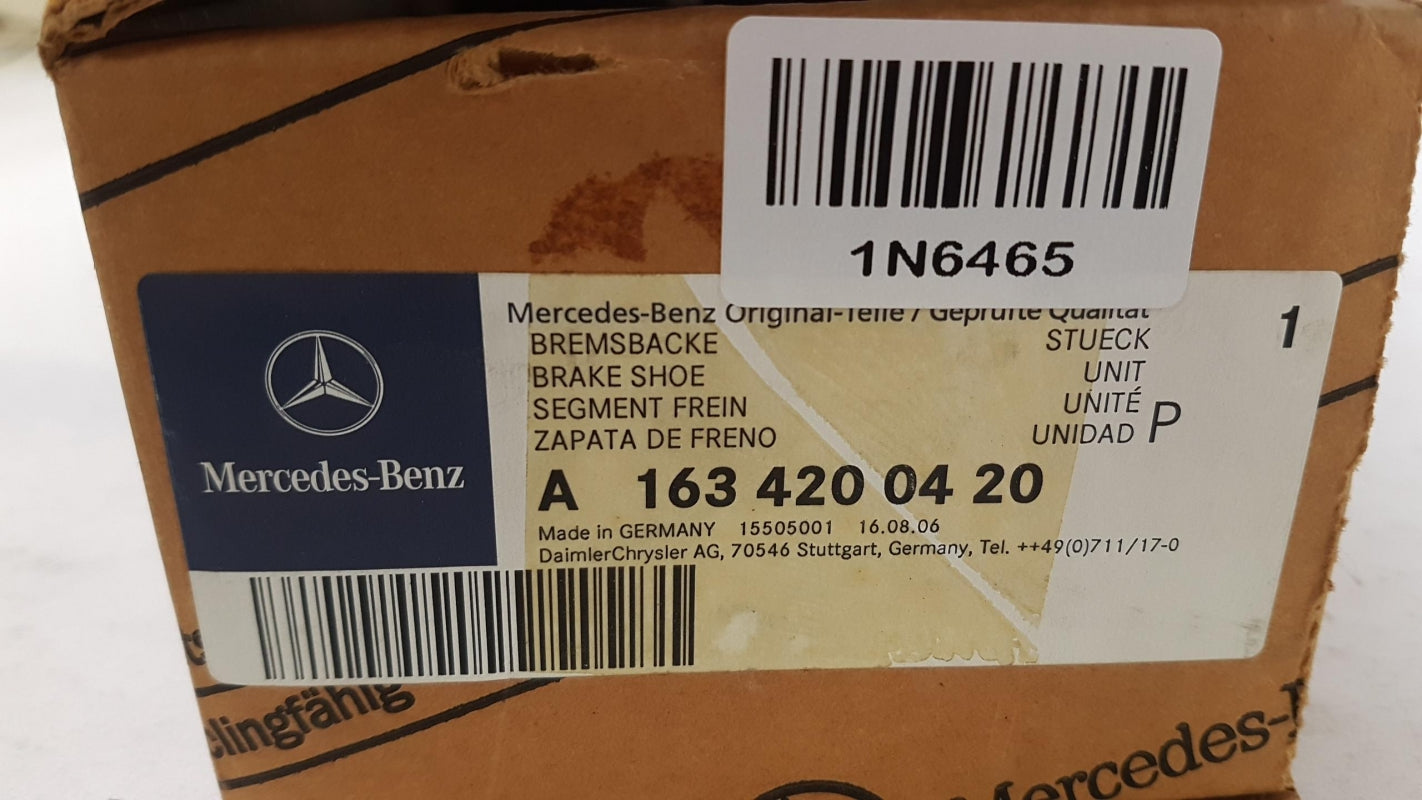 1N6465
Mercedes-Benz Original-Teile / Geprüfte Qualität
1
BREMSBACKE STUECK
BRAKE SHOE UNIT
SEGMENT FREIN UNITÉ
ZAPATA DE FRENO UNIDAD P
Mercedes-Benz
A 163 420 04 20
Made in GERMANY 15505001 16.08.06
DaimlerChrysler AG, 70546 Stuttgart, Germany, Tel. ++49(0)711/17-0
clingfähig
Mercedes-